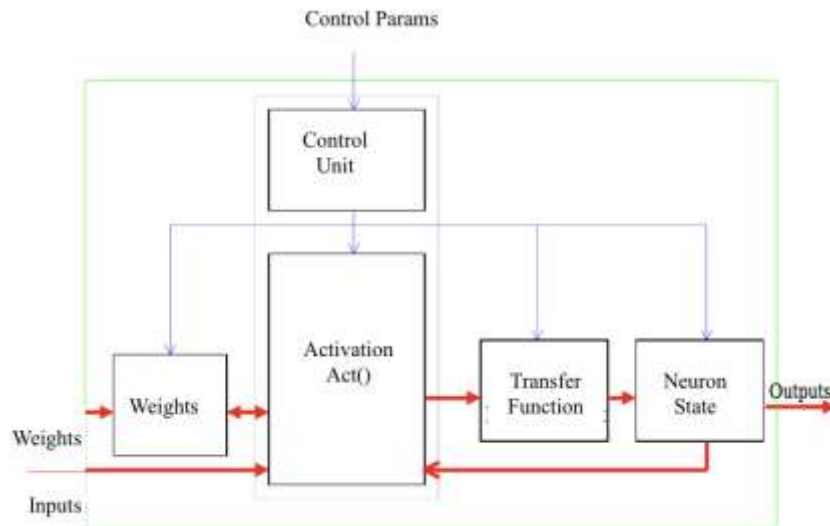 Control Params
Control
Unit
Activation
Act()
Weights
Transfer
Function
Neuron
State
Outputs
Weights
Inputs